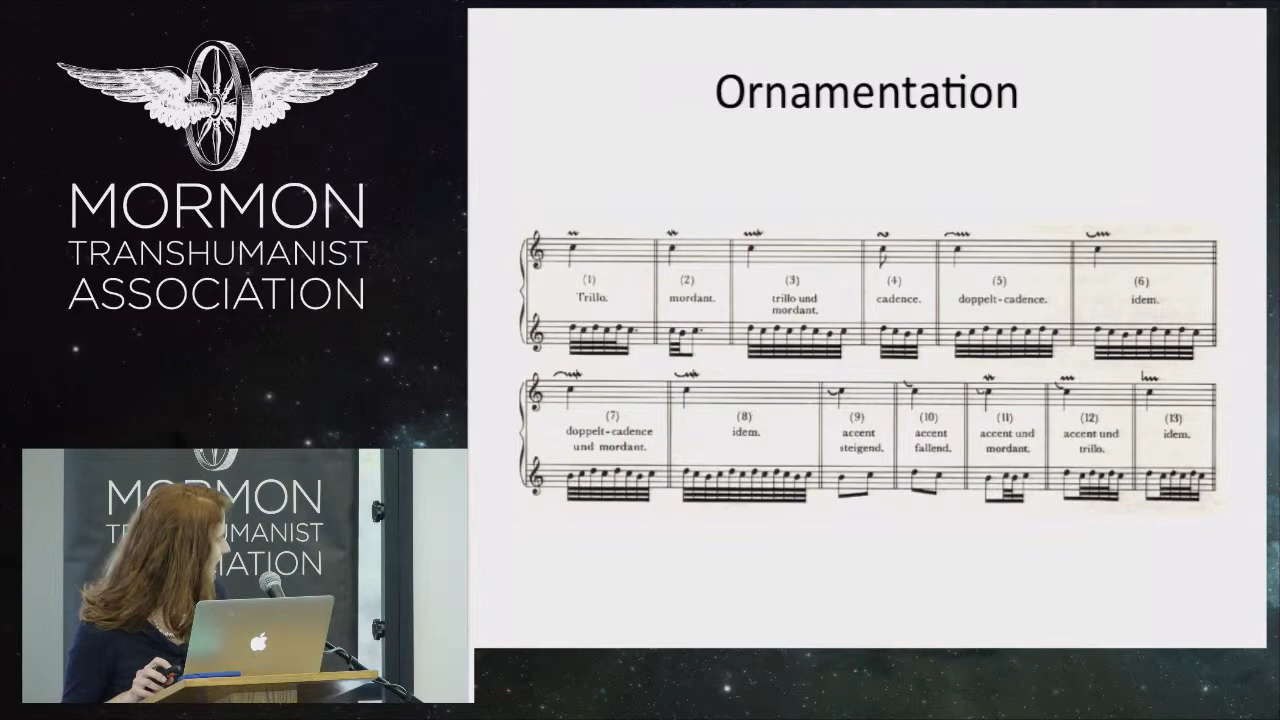 MORMON
TRANSHUMANIST
ASSOCIATION
Ornamentation
(1) (2) (3) (4) (5) (6)
Trillo. mordant. trillo und cadence. doppelt-cadence. idem.
mordant.
(7) (8) (9) (10) (11) (12) (13)
doppelt-cadence idem. accent accent accent und accent und idem.
und mordant. steigend. fallend. mordant. trillo.
MORMON